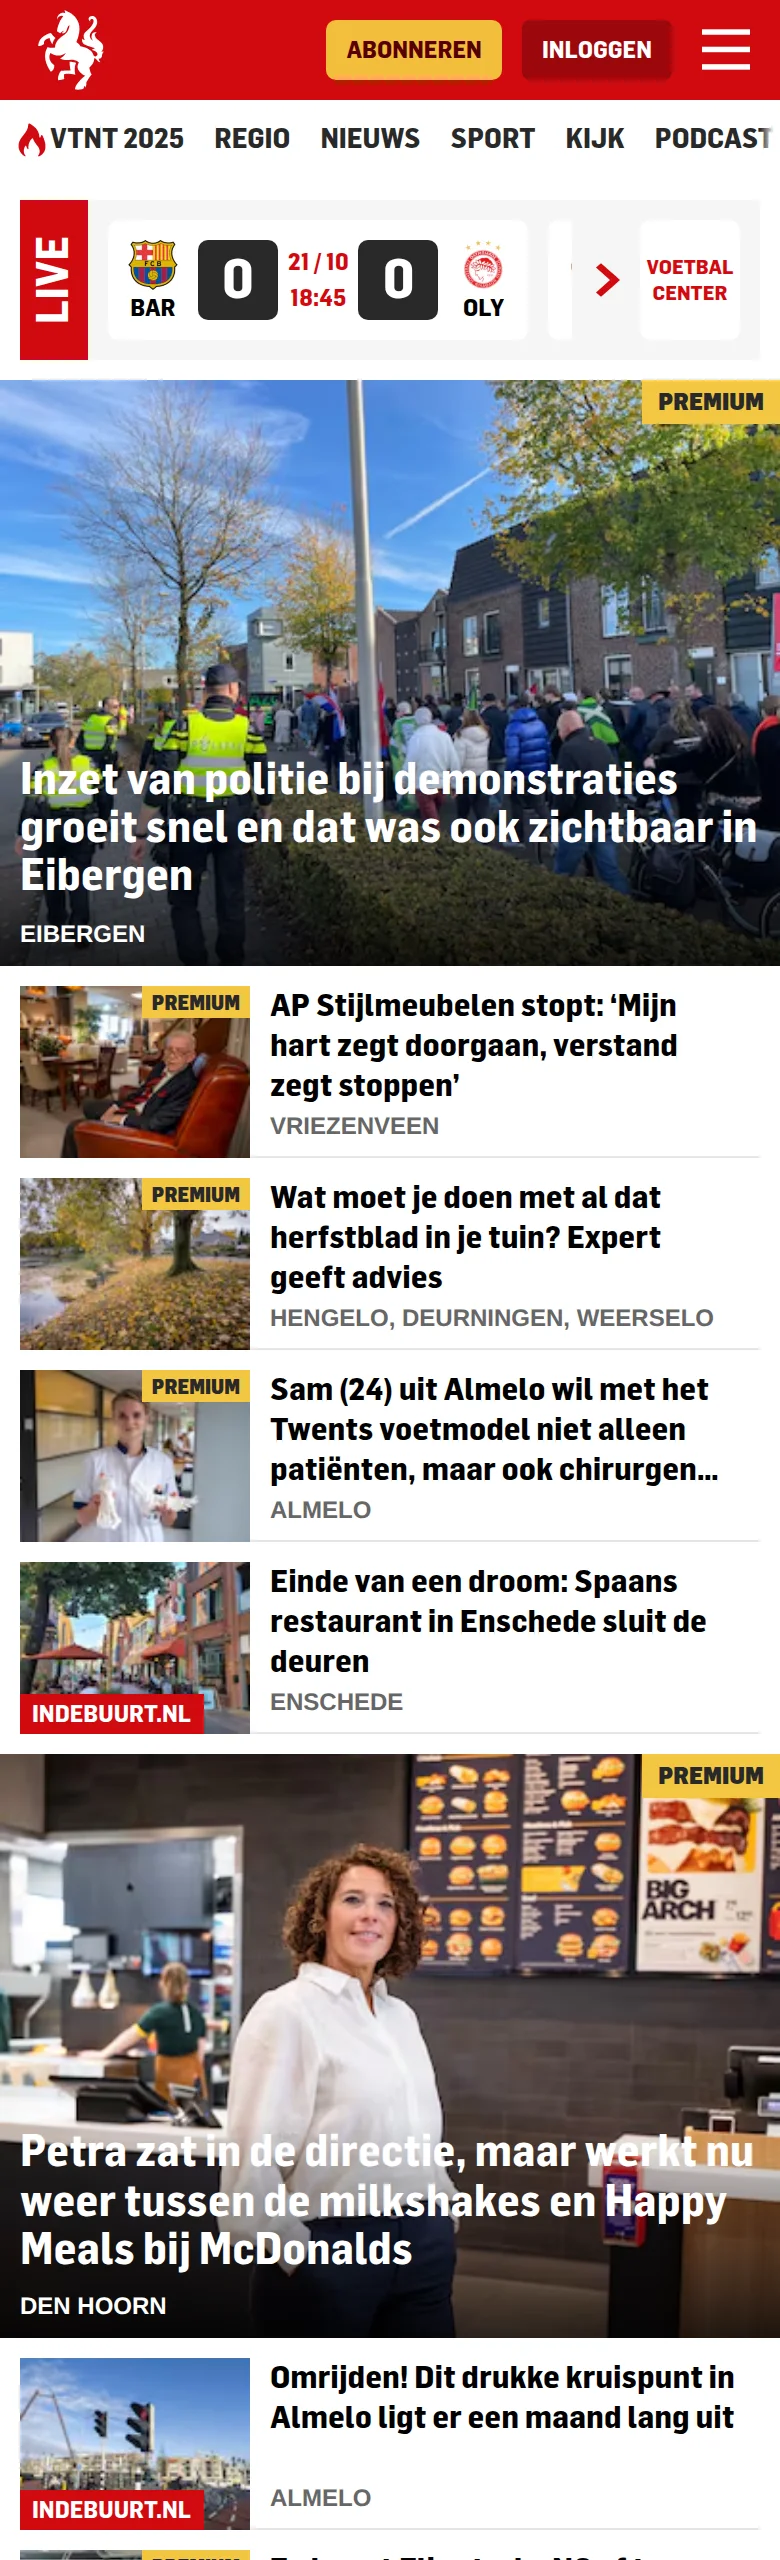 ABONNEREN
INLOGGEN
VTNT 2025 REGIO NIEUWS SPORT KIJK PODCAST
LIVE
BAR
0
21 / 10
18:45
0
OLY
VOETBAL
CENTER
PREMIUM
Inzet van politie bij demonstraties
groeit snel en dat was ook zichtbaar in
Eibergen
EIBERGEN
PREMIUM
AP Stijlmeubelen stopt: ‘Mijn
hart zegt doorgaan, verstand
zegt stoppen’
VRIEZENVEEN
PREMIUM
Wat moet je doen met al dat
herfstblad in je tuin? Expert
geeft advies
HENGELO, DEURNINGEN, WEERSELO
PREMIUM
Sam (24) uit Almelo wil met het
Twents voetmodel niet alleen
patiënten, maar ook chirurgen...
ALMELO
INDEBUURT.NL
Einde van een droom: Spaans
restaurant in Enschede sluit de
deuren
ENSCHEDE
PREMIUM
BIG
ARCH
Petra zat in de directie, maar werkt nu
weer tussen de milkshakes en Happy
Meals bij McDonalds
DEN HOORN
INDEBUURT.NL
Omrijden! Dit drukke kruispunt in
Almelo ligt er een maand lang uit
ALMELO